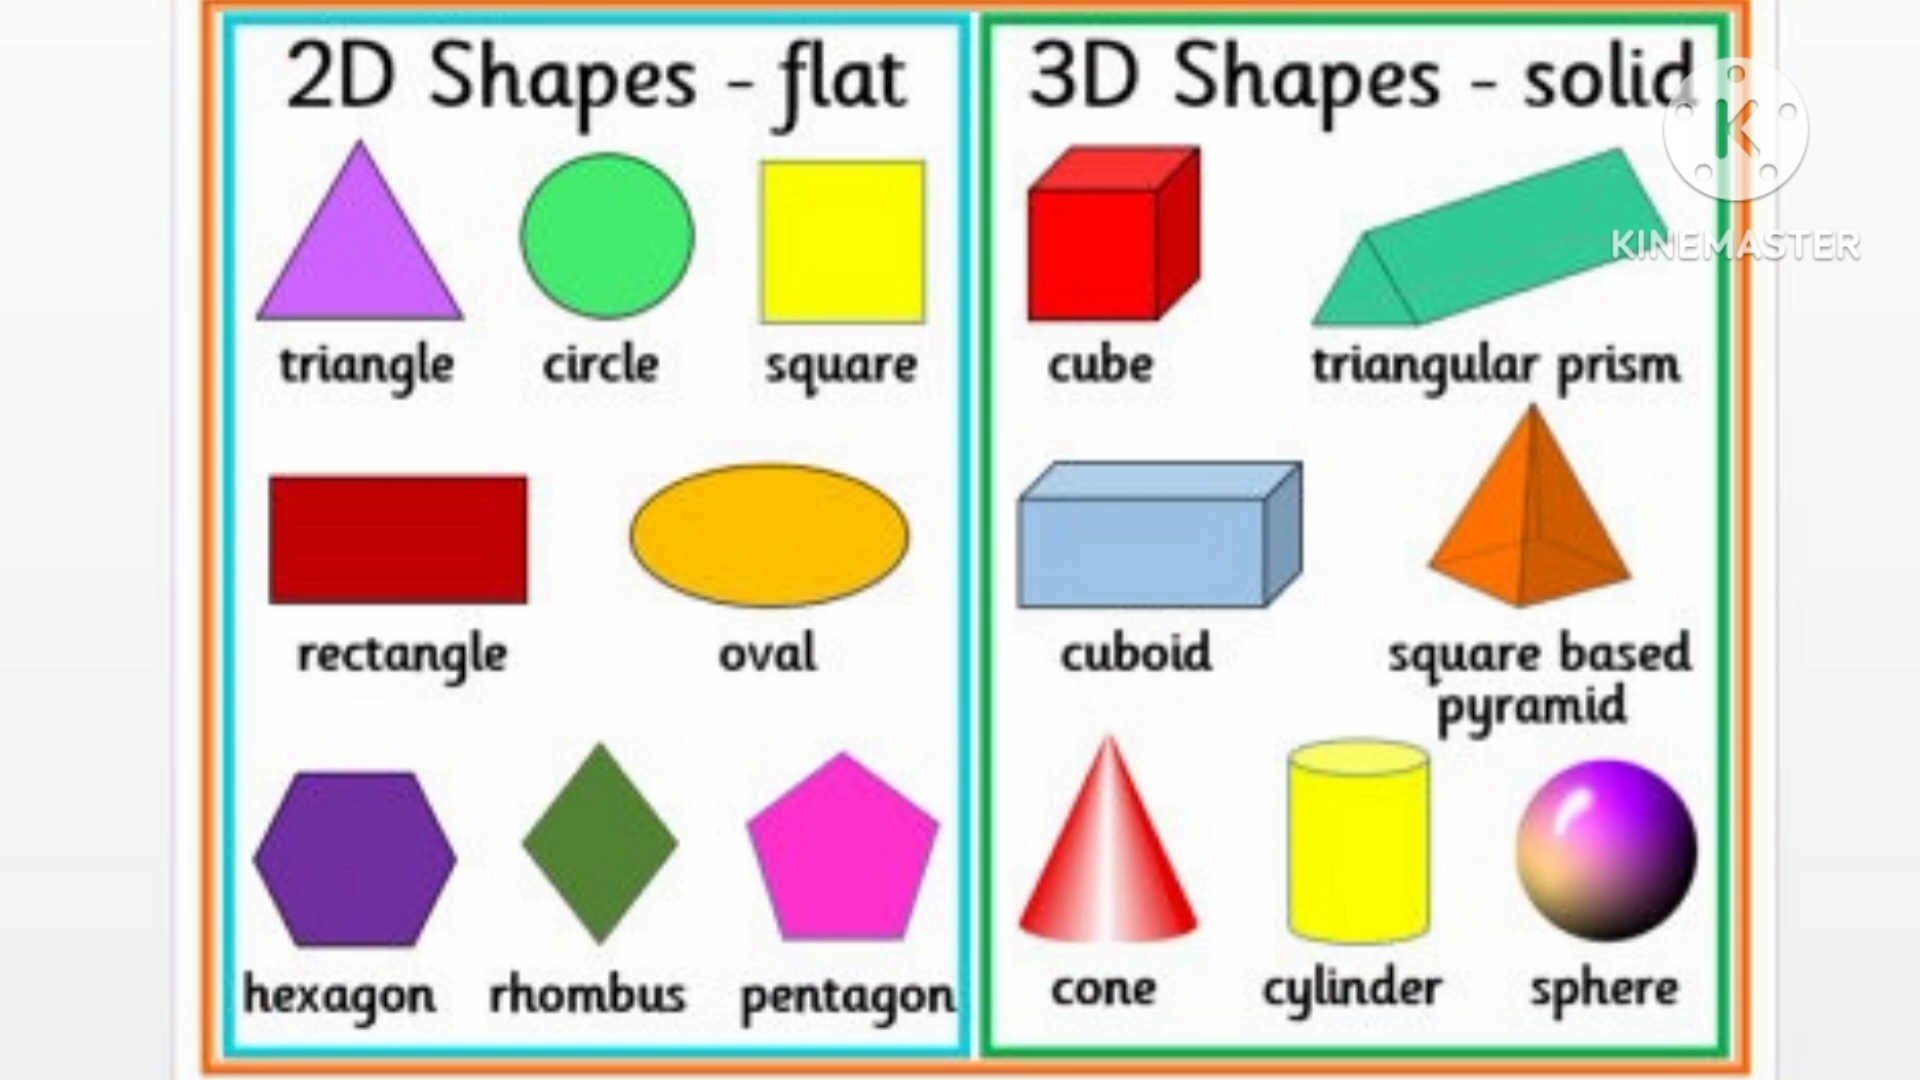 2D Shapes - flat
triangle circle square
rectangle oval
hexagon rhombus pentagon
3D Shapes - solid
cube triangular prism
cuboid square based
pyramid
cone cylinder sphere
K
KINEMASTER